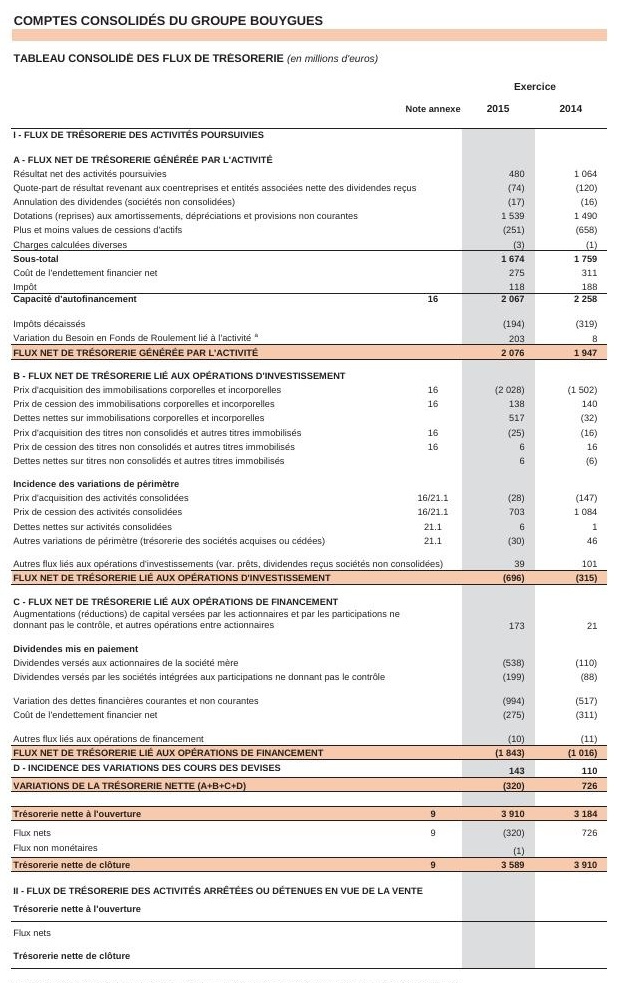 COMPTES CONSOLIDÉS DU GROUPE BOUYGUES
TABLEAU CONSOLIDÉ DES FLUX DE TRÉSORERIE (en millions d'euros)
Exercice
Note annexe 2015 2014
I - FLUX DE TRÉSORERIE DES ACTIVITÉS POURSUIVIES
A - FLUX NET DE TRÉSORERIE GÉNÉRÉE PAR L'ACTIVITÉ
Résultat net des activités poursuivies 480 1 064
Quote-part de résultat revenant aux coentreprises et entités associées nette des dividendes reçus (74) (120)
Annulation des dividendes (sociétés non consolidées) (17) (16)
Dotations (reprises) aux amortissements, dépréciations et provisions non courantes 1 539 1 490
Plus et moins values de cessions d'actifs (251) (658)
Charges calculées diverses (3) (1)
Sous-total 1 674 1 759
Coût de l'endettement financier net 275 311
Impôt 118 188
Capacité d'autofinancement 16 2 067 2 258
Impôts décaissés (194) (319)
Variation du Besoin en Fonds de Roulement lié à l'activité a 203 8
FLUX NET DE TRÉSORERIE GÉNÉRÉE PAR L'ACTIVITÉ 2 076 1 947
B - FLUX NET DE TRÉSORERIE LIÉ AUX OPÉRATIONS D'INVESTISSEMENT
Prix d'acquisition des immobilisations corporelles et incorporelles 16 (2 028) (1 502)
Prix de cession des immobilisations corporelles et incorporelles 16 138 140
Dettes nettes sur immobilisations corporelles et incorporelles 517 (32)
Prix d'acquisition des titres non consolidés et autres titres immobilisés 16 (25) (16)
Prix de cession des titres non consolidés et autres titres immobilisés 16 6 16
Dettes nettes sur titres non consolidés et autres titres immobilisés 6 (6)
Incidence des variations de périmètre
Prix d'acquisition des activités consolidées 16/21.1 (28) (147)
Prix de cession des activités consolidées 16/21.1 703 1 084
Dettes nettes sur activités consolidées 21.1 6 1
Autres variations de périmètre (trésorerie des sociétés acquises ou cédées) 21.1 (30) 46
Autres flux liés aux opérations d'investissements (var. prêts, dividendes reçus sociétés non consolidées) 39 101
FLUX NET DE TRÉSORERIE LIÉ AUX OPÉRATIONS D'INVESTISSEMENT (696) (315)
C - FLUX NET DE TRÉSORERIE LIÉ AUX OPÉRATIONS DE FINANCEMENT
Augmentations (réductions) de capital versées par les actionnaires et par les participations ne
donnant pas le contrôle, et autres opérations entre actionnaires 173 21
Dividendes mis en paiement
Dividendes versés aux actionnaires de la société mère (538) (110)
Dividendes versés par les sociétés intégrées aux participations ne donnant pas le contrôle (199) (88)
Variation des dettes financières courantes et non courantes (994) (517)
Coût de l'endettement financier net (275) (311)
Autres flux liés aux opérations de financement (10) (11)
FLUX NET DE TRÉSORERIE LIÉ AUX OPÉRATIONS DE FINANCEMENT (1 843) (1 016)
D - INCIDENCE DES VARIATIONS DES COURS DES DEVISES 143 110
VARIATIONS DE LA TRÉSORERIE NETTE (A+B+C+D) (320) 726
Trésorerie nette à l'ouverture 9 3 910 3 184
Flux nets 9 (320) 726
Flux non monétaires (1)
Trésorerie nette de clôture 9 3 589 3 910
II - FLUX DE TRÉSORERIE DES ACTIVITÉS ARRÊTÉES OU DÉTENUES EN VUE DE LA VENTE
Trésorerie nette à l'ouverture
Flux nets
Trésorerie nette de clôture